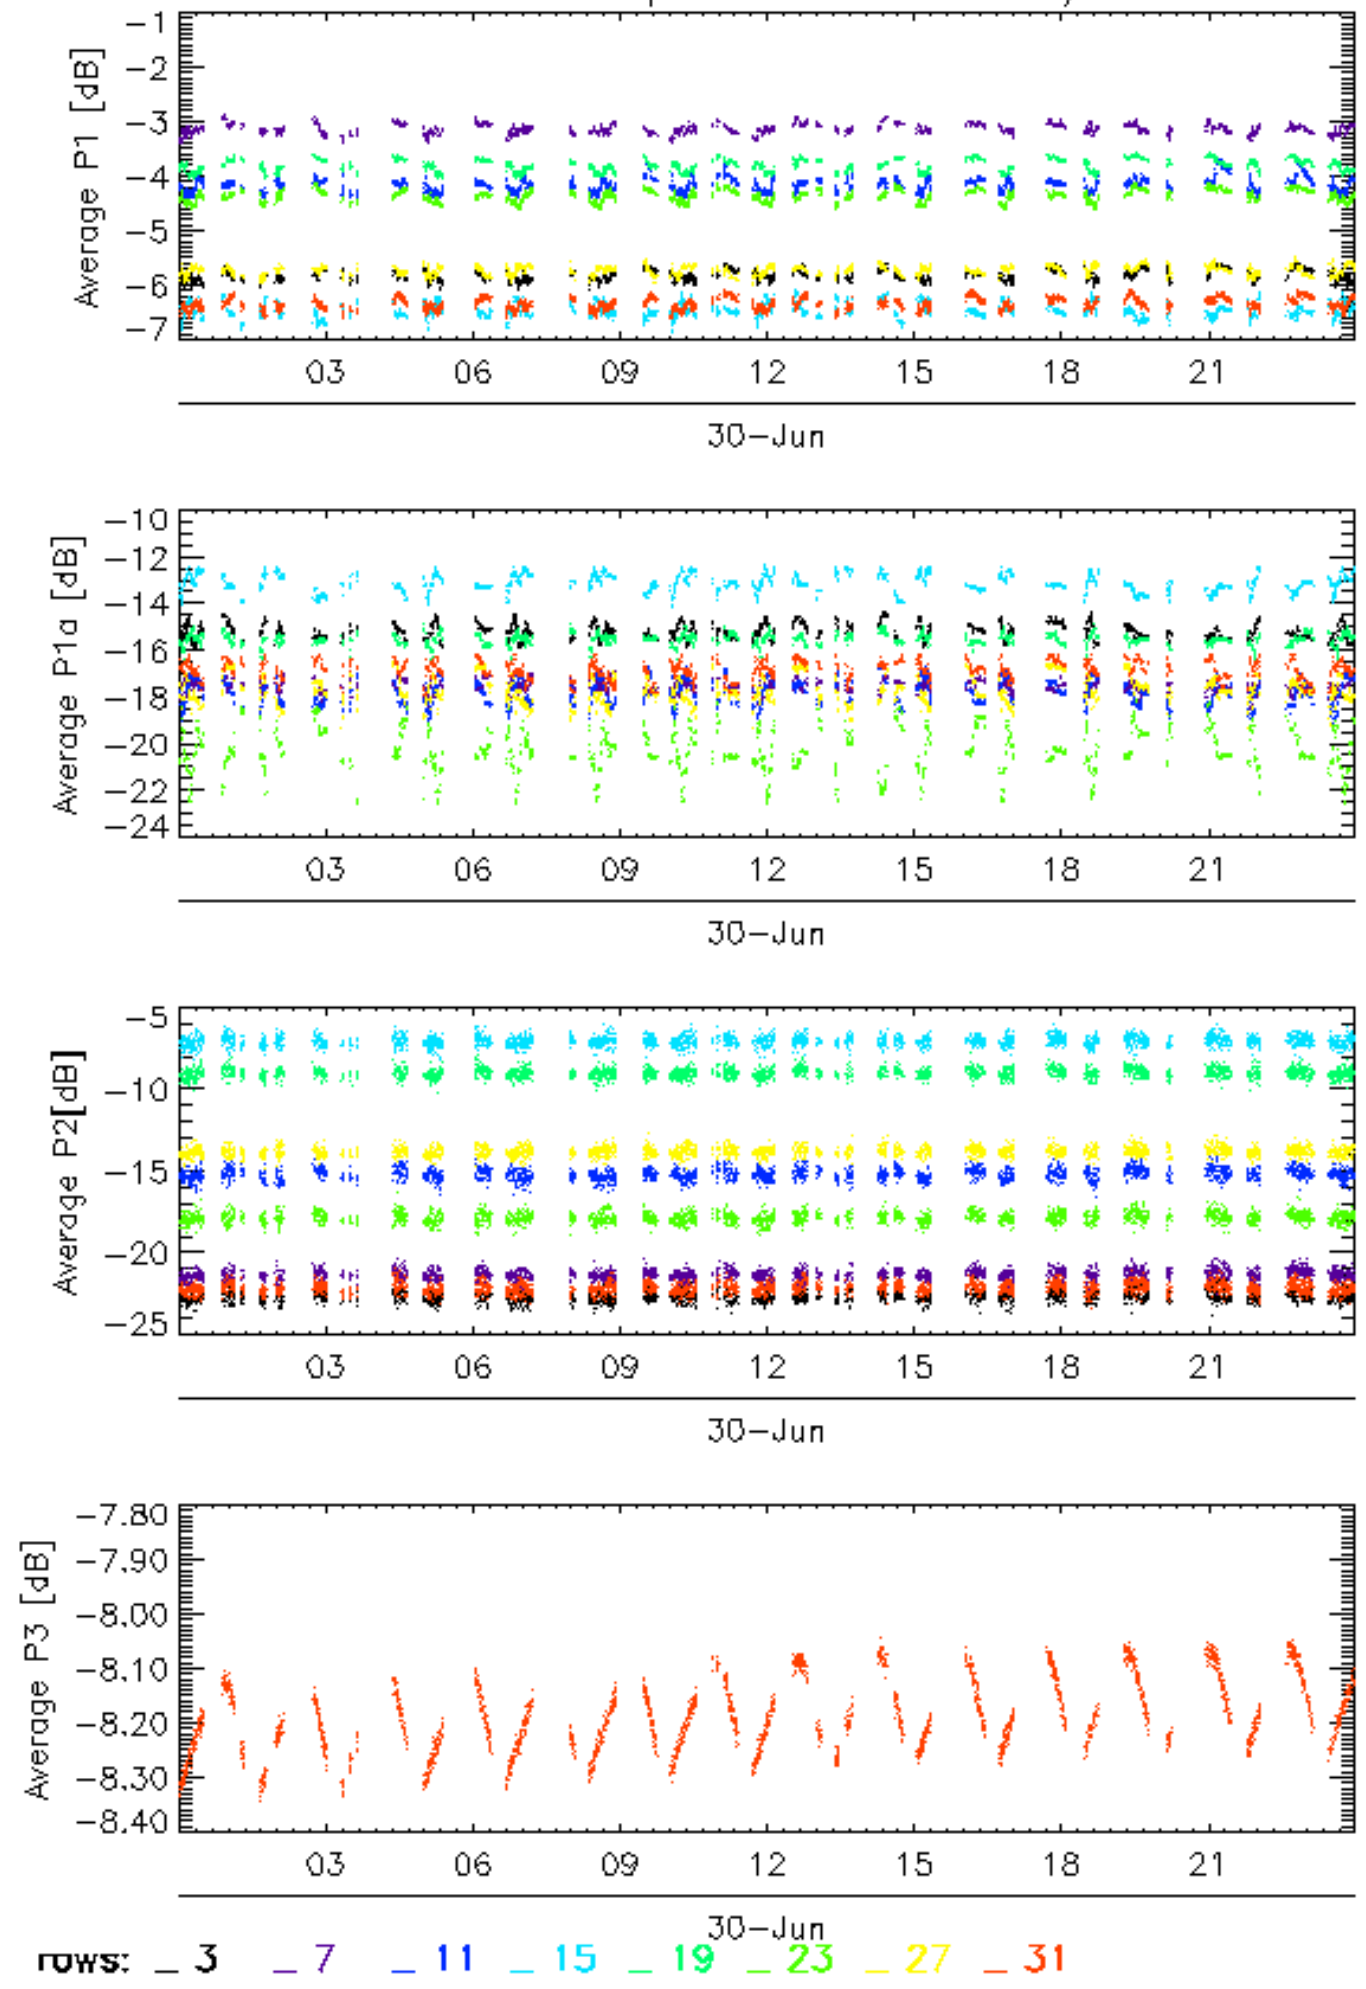 -1
-2
-3
-4
-5
-6
-7
Average P1 [dB]
03 06 09 12 15 18 21
30-Jun
-10
-12
-14
-16
-18
-20
-22
-24
Average P1a [dB]
03 06 09 12 15 18 21
30-Jun
-5
-10
-15
-20
-25
Average P2[dB]
03 06 09 12 15 18 21
30-Jun
-7.80
-7.90
-8.00
-8.10
-8.20
-8.30
-8.40
Average P3 [dB]
03 06 09 12 15 18 21
30-Jun
rows: _ 3 _ 7 _ 11 _ 15 _ 19 _ 23 _ 27 _ 31